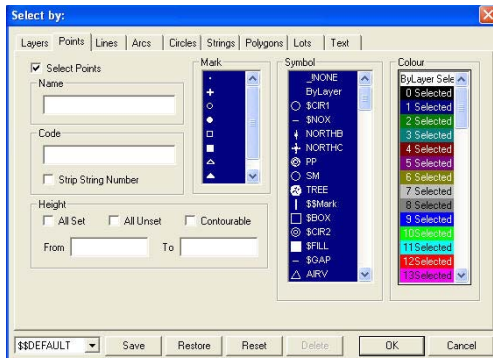 Select by:
Layers Points Lines Arcs Circles Strings Polygons Lots Text
Select Points
Name
Code
Strip String Number
Height
All Set All Unset Contourable
From To
Mark
Symbol
_!NONE
ByLayer
$CIR1
$NOX
NORTHB
NORTHC
PP
SM
TREE
$$Mark
$BOX
$CIR2
$FILL
$GAP
AIRV
Colour
ByLayer Sele
0 Selected
1 Selected
2 Selected
3 Selected
4 Selected
5 Selected
6 Selected
7 Selected
8 Selected
9 Selected
10Selected
11Selected
12Selected
13Selected
$$DEFAULT Save Restore Reset Delete OK Cancel